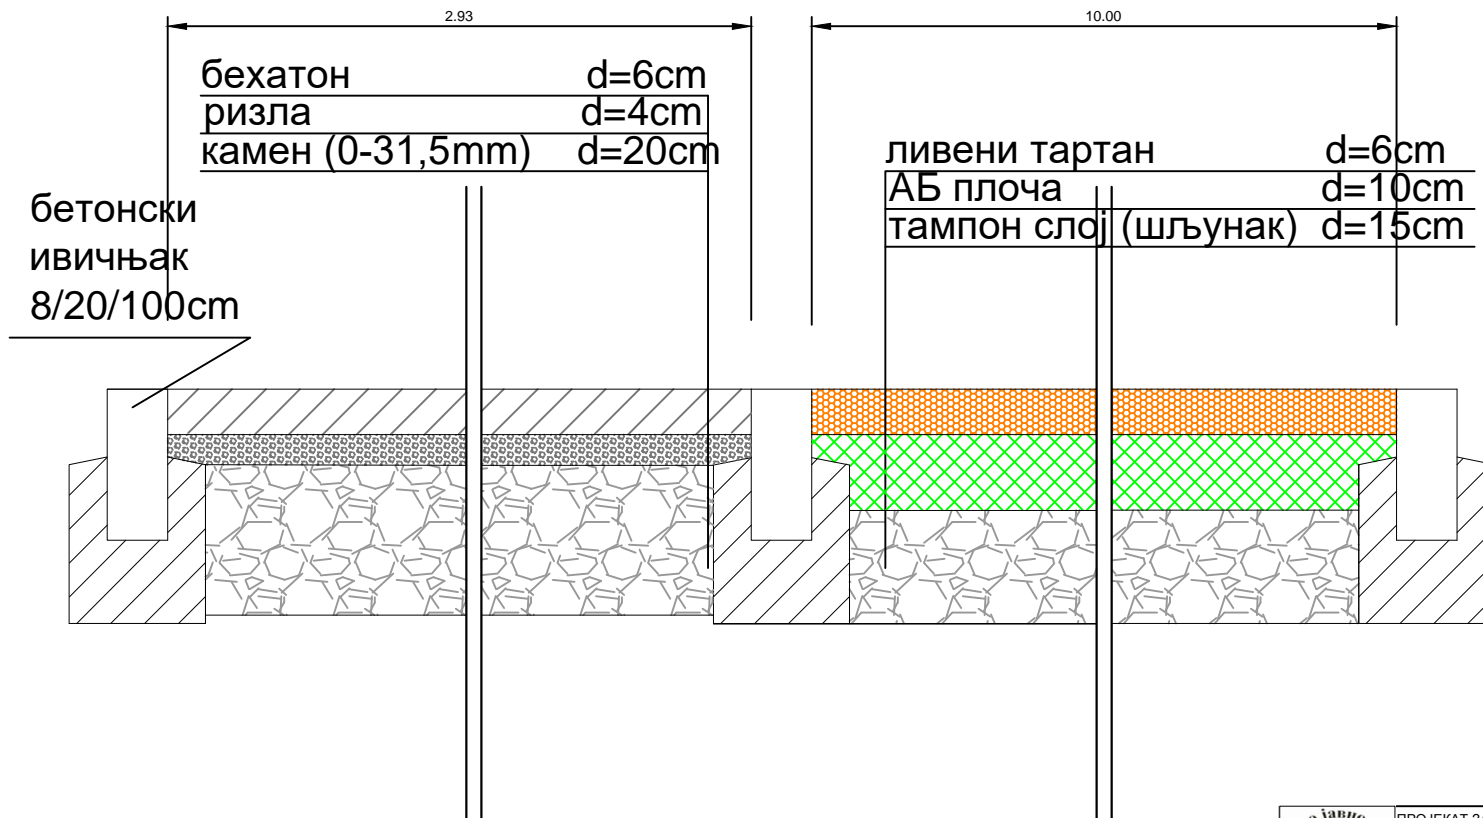 2.93
10.00
бехатон d=6cm
ризла d=4cm
камен (0-31,5mm) d=20cm
ливени тартан d=6cm
АБ плоча d=10cm
тампон слој (шљунак) d=15cm
бетонски
ивичњак
8/20/100cm